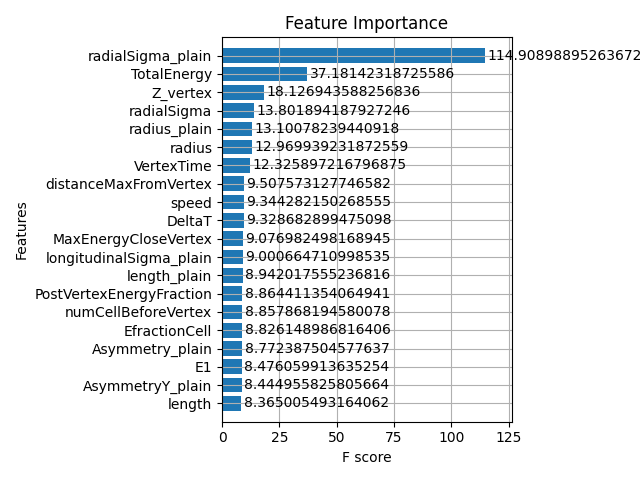 Feature Importance
radialSigma_plain 114.90898895263672
TotalEnergy 37.18142318725586
Z_vertex 18.126943588256836
radialSigma 13.801894187927246
radius_plain 13.10078239440918
radius 12.969939231872559
VertexTime 12.325897216796875
distanceMaxFromVertex 9.507573127746582
speed 9.344282150268555
DeltaT 9.328682899475098
MaxEnergyCloseVertex 9.076982498168945
longitudinalSigma_plain 9.000664710998535
length_plain 8.942017555236816
PostVertexEnergyFraction 8.864411354064941
numCellBeforeVertex 8.857868194580078
EfractionCell 8.826148986816406
Asymmetry_plain 8.772387504577637
E1 8.476059913635254
AsymmetryY_plain 8.444955825805664
length 8.365005493164062
Features
0 25 50 75 100 125
F score